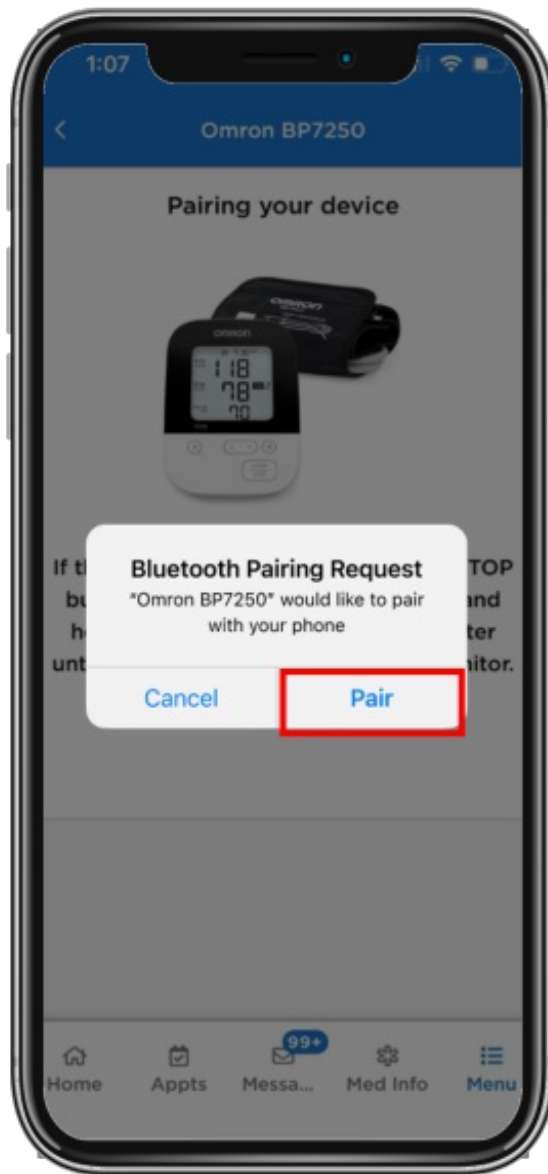 1:07
Omron BP7250
Pairing your device
OMRON
OMRON
118
78
70
If t
TOP
Bluetooth Pairing Request
bu
"Omron BP7250" would like to pair
and
h
with your phone
ter
unt
nitor.
Cancel
Pair
99+
Home
Appts
Messa...
Med Info
Menu